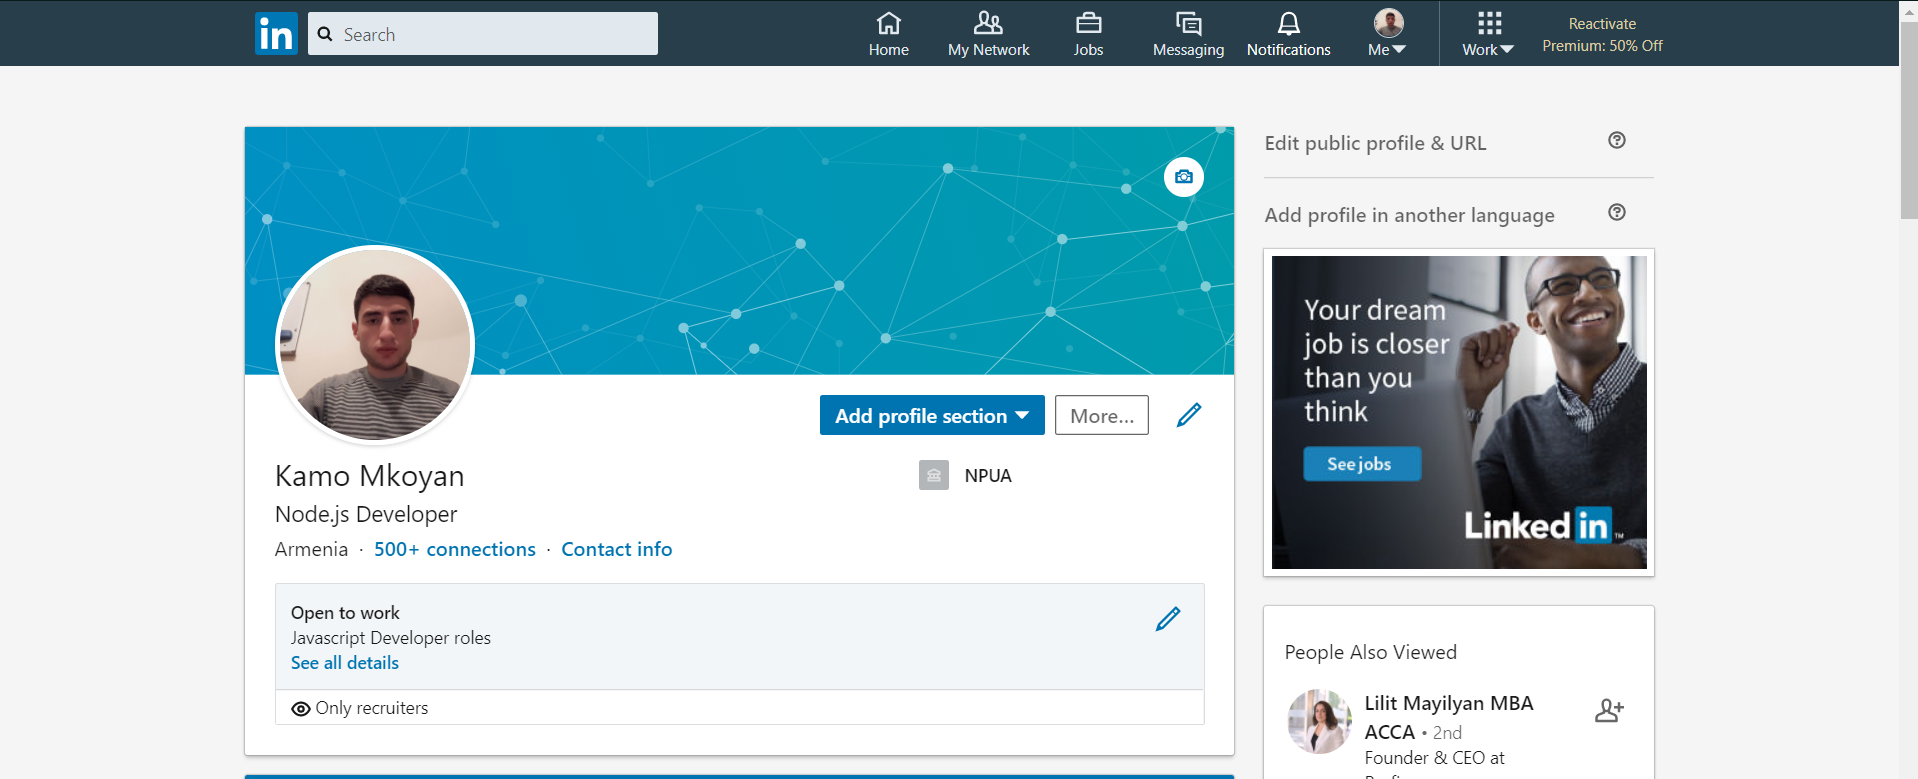 in
Search
Home
My Network
Jobs
Messaging
Notifications
Me
Work
Reactivate
Premium: 50% Off
Edit public profile & URL
Add profile in another language
Your dream
job is closer
than you
think
See jobs
Linked in ™
Add profile section
More...
Kamo Mkoyan
NPUA
Node.js Developer
Armenia · 500+ connections · Contact info
Open to work
Javascript Developer roles
See all details
Only recruiters
People Also Viewed
Lilit Mayilyan MBA
ACCA • 2nd
Founder & CEO at